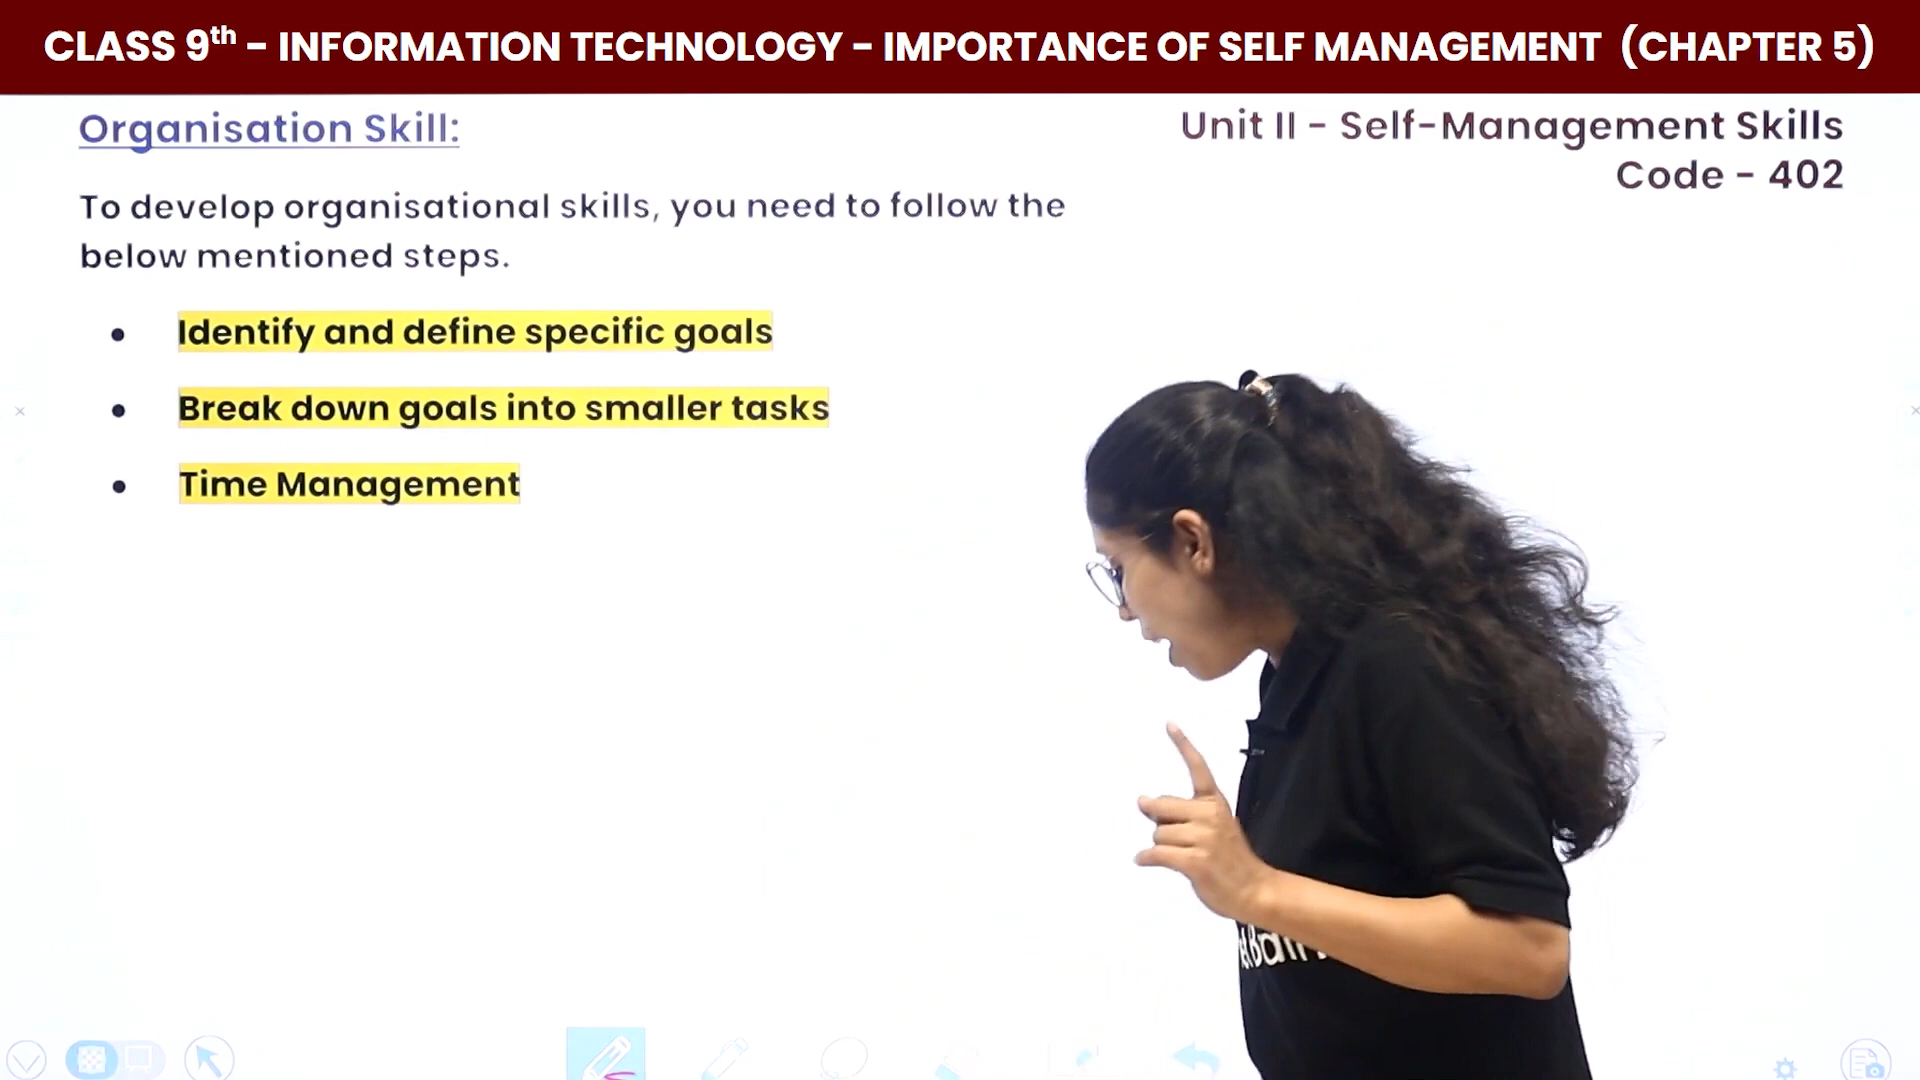 CLASS 9th – INFORMATION TECHNOLOGY – IMPORTANCE OF SELF MANAGEMENT (CHAPTER 5)
Organisation Skill:
Unit II - Self-Management Skills
Code - 402
To develop organisational skills, you need to follow the
below mentioned steps.
• Identify and define specific goals
• Break down goals into smaller tasks
• Time Management